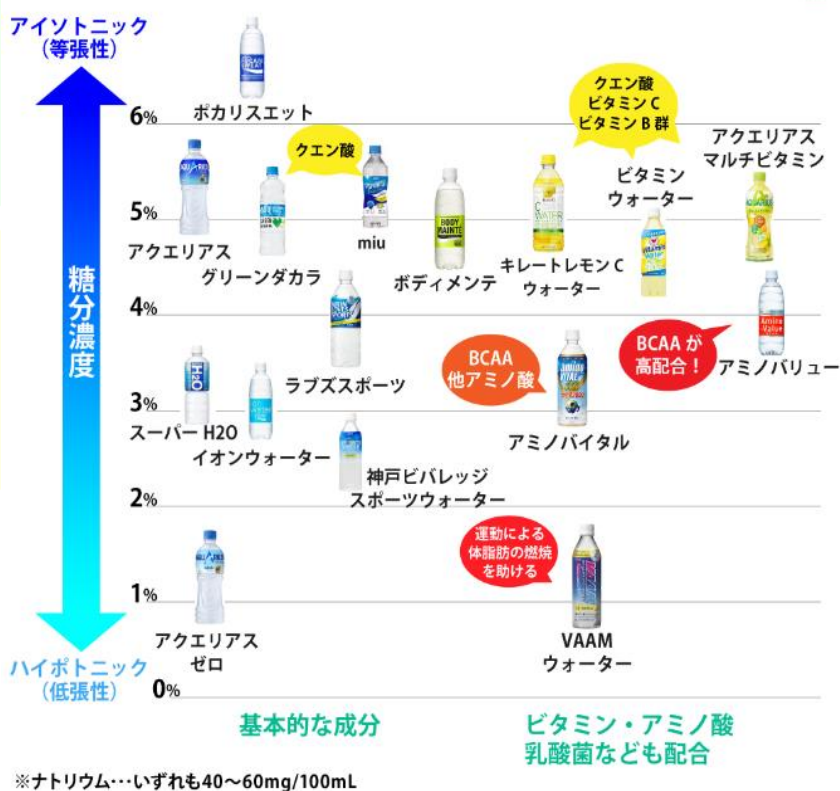 アイソトニック
（等張性）
ポカリスエット
6%
クエン酸
ビタミンC
ビタミンB群
アクエリアス
マルチビタミン
クエン酸
ビタミン
ウォーター
5%
アクエリアス
グリーンダカラ
miu
BODY
MAINTE
ボディメンテ
キレートレモンC
ウォーター
糖分濃度
4%
ラブズスポーツ
BCAA
他アミノ酸
BCAAが
高配合！
Amino
Value
アミノバリュー
H2O
3%
スーパーH2O
イオンウォーター
アミノバイタル
神戸ビバレッジ
スポーツウォーター
2%
運動による
体脂肪の燃焼
を助ける
1%
アクエリアス
ゼロ
VAAM
ウォーター
ハイポトニック
（低張性）
0%
基本的な成分
ビタミン・アミノ酸
乳酸菌なども配合
※ナトリウム･･･いずれも40～60mg/100mL